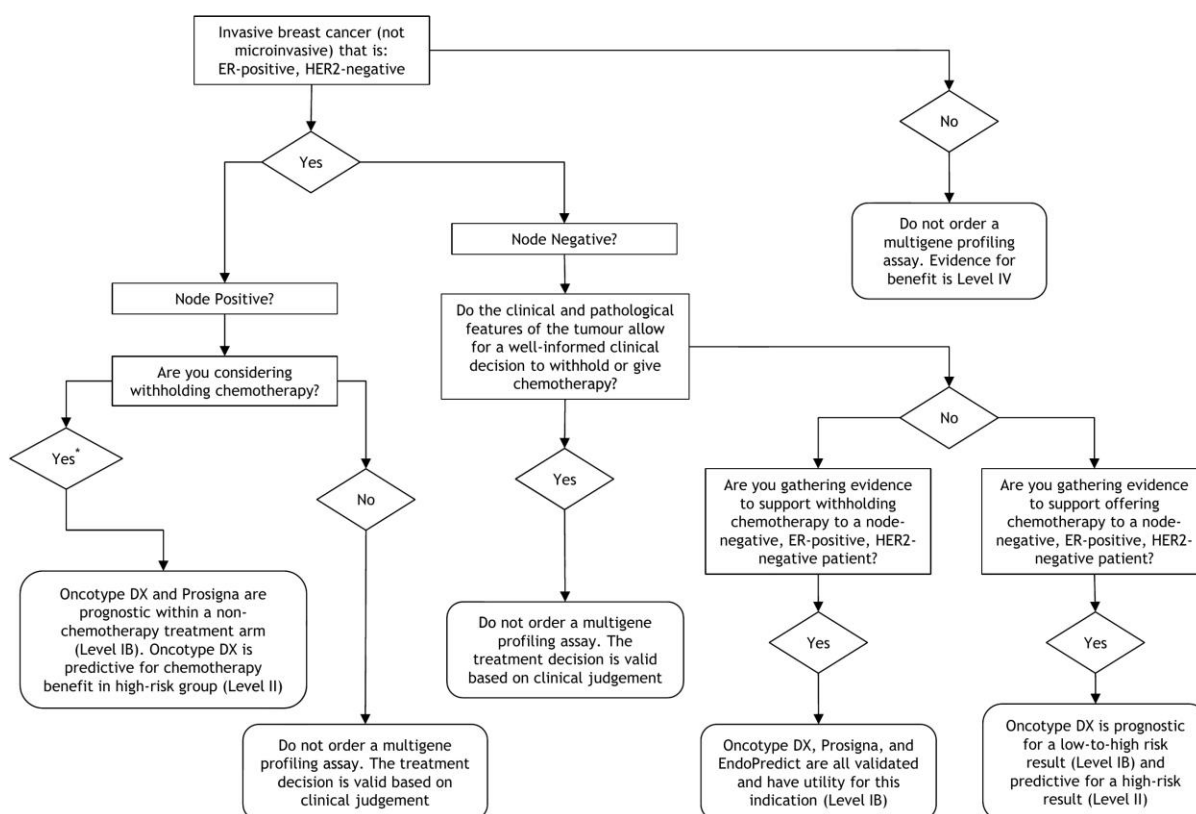 Invasive breast cancer (not
microinvasive) that is:
ER-positive, HER2-negative
No
Yes
Do not order a
multigene profiling
assay. Evidence for
benefit is Level IV
Node Negative?
Node Positive?
Do the clinical and pathological
features of the tumour allow
for a well-informed clinical
decision to withhold or give
chemotherapy?
Are you considering
withholding chemotherapy?
No
Yes*
Yes
No
Are you gathering evidence
to support withholding
chemotherapy to a node-
negative, ER-positive, HER2-
negative patient?
Are you gathering evidence
to support offering
chemotherapy to a node-
negative, ER-positive, HER2-
negative patient?
Oncotype DX and Prosigna are
prognostic within a non-
chemotherapy treatment arm
(Level IB). Oncotype DX is
predictive for chemotherapy
benefit in high-risk group (Level II)
Do not order a multigene
profiling assay. The
treatment decision is valid
based on clinical judgement
Yes
Yes
Do not order a multigene
profiling assay. The treatment
decision is valid based on
clinical judgement
Oncotype DX, Prosigna, and
EndoPredict are all validated
and have utility for this
indication (Level IB)
Oncotype DX is prognostic
for a low-to-high risk
result (Level IB) and
predictive for a high-risk
result (Level II)